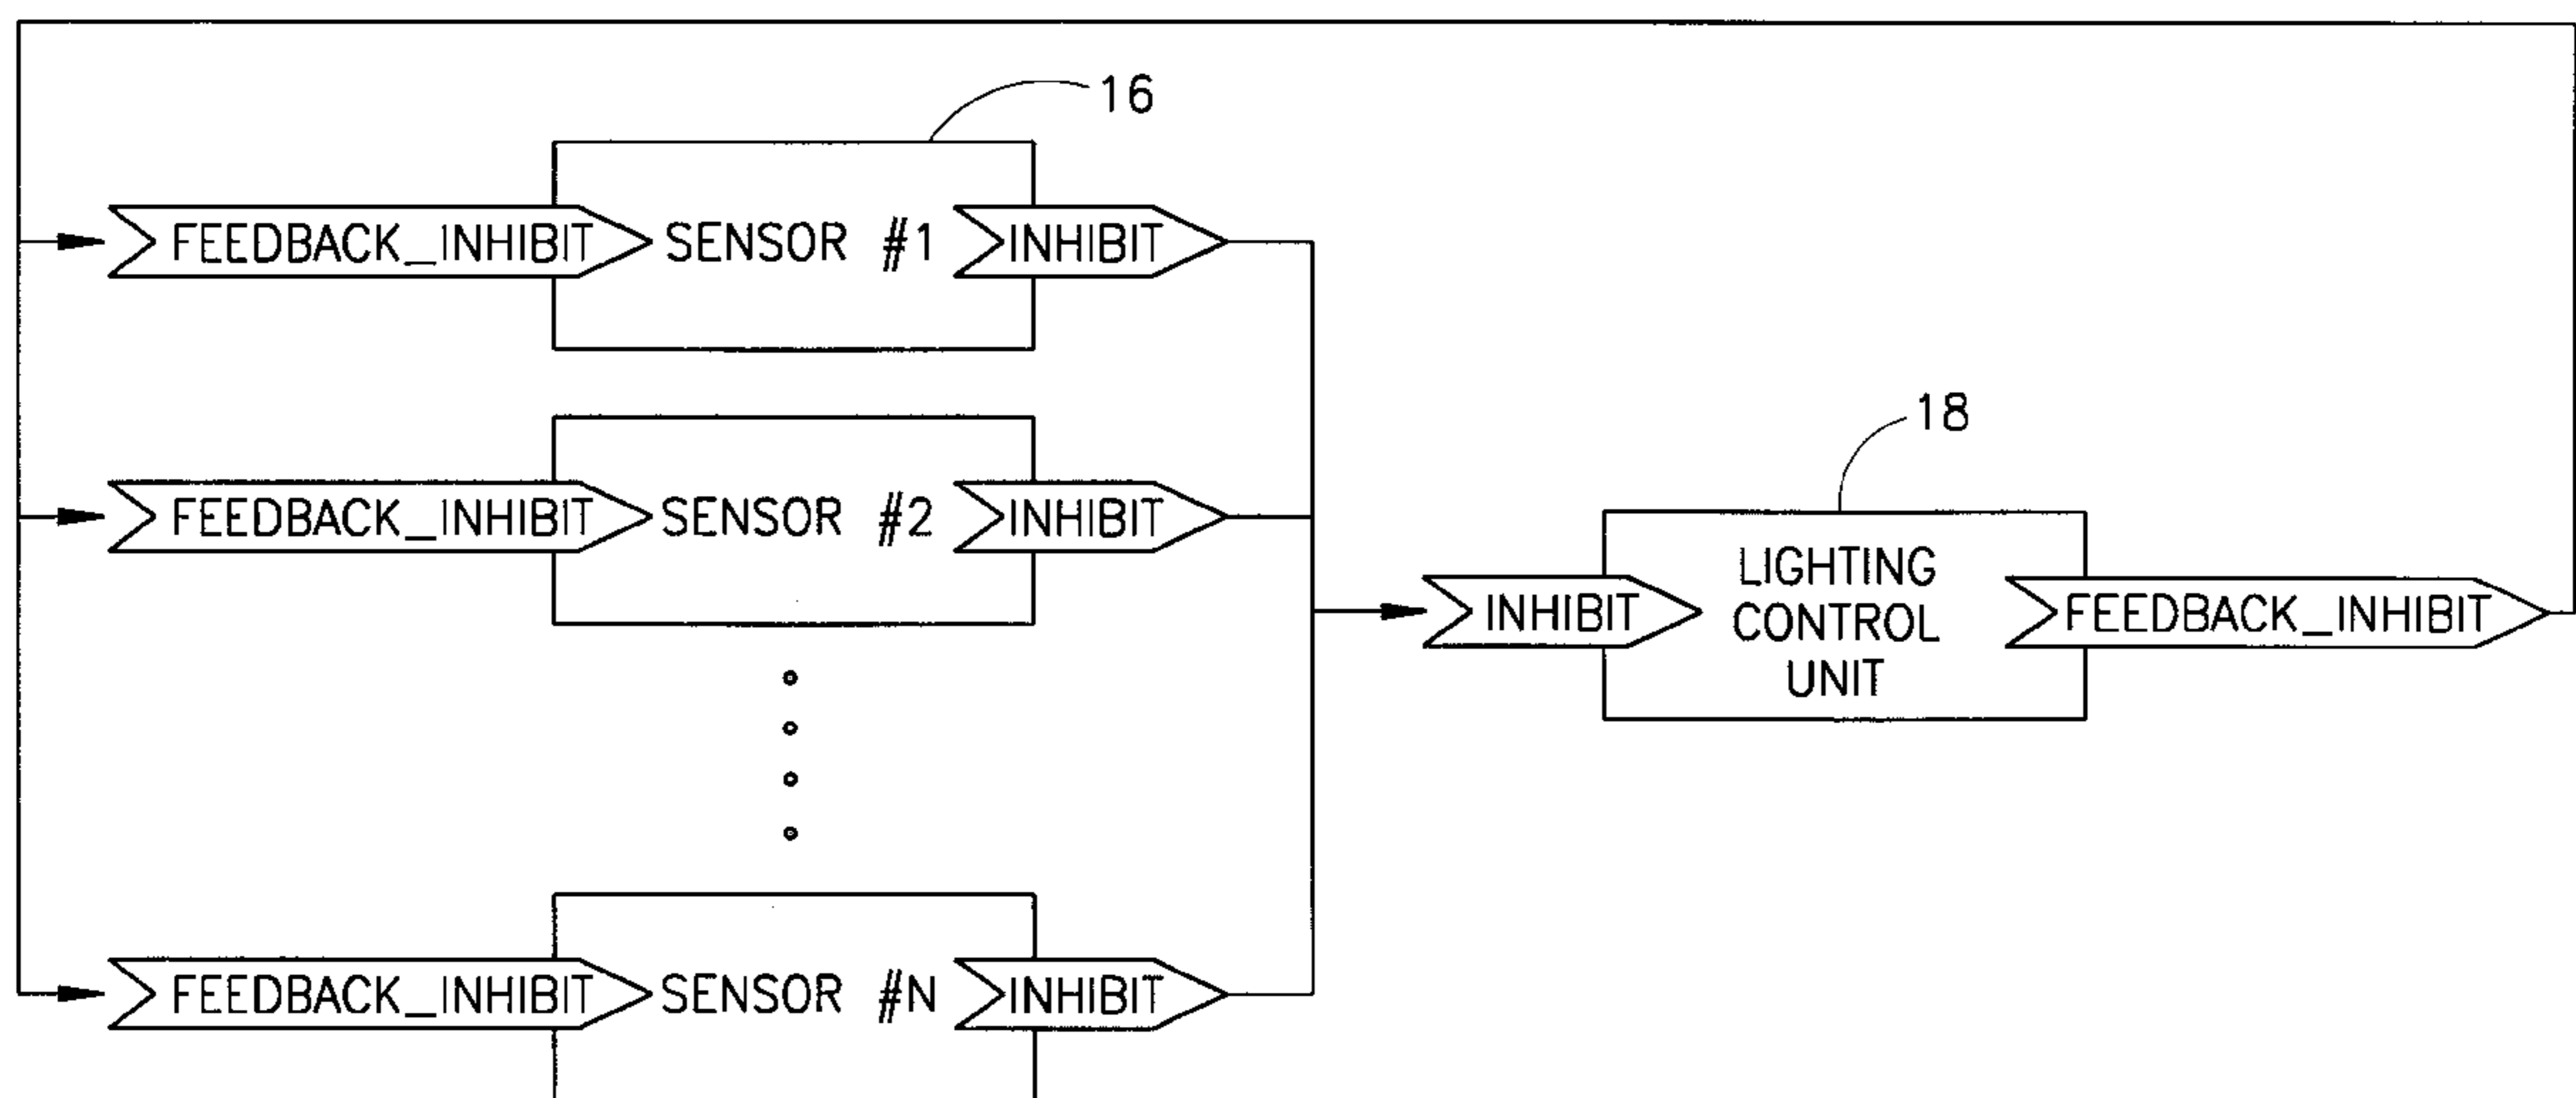 16
FEEDBACK_INHIBIT SENSOR #1 INHIBIT
18
FEEDBACK_INHIBIT SENSOR #2 INHIBIT
INHIBIT
LIGHTING
CONTROL
UNIT
FEEDBACK_INHIBIT
FEEDBACK_INHIBIT SENSOR #N INHIBIT